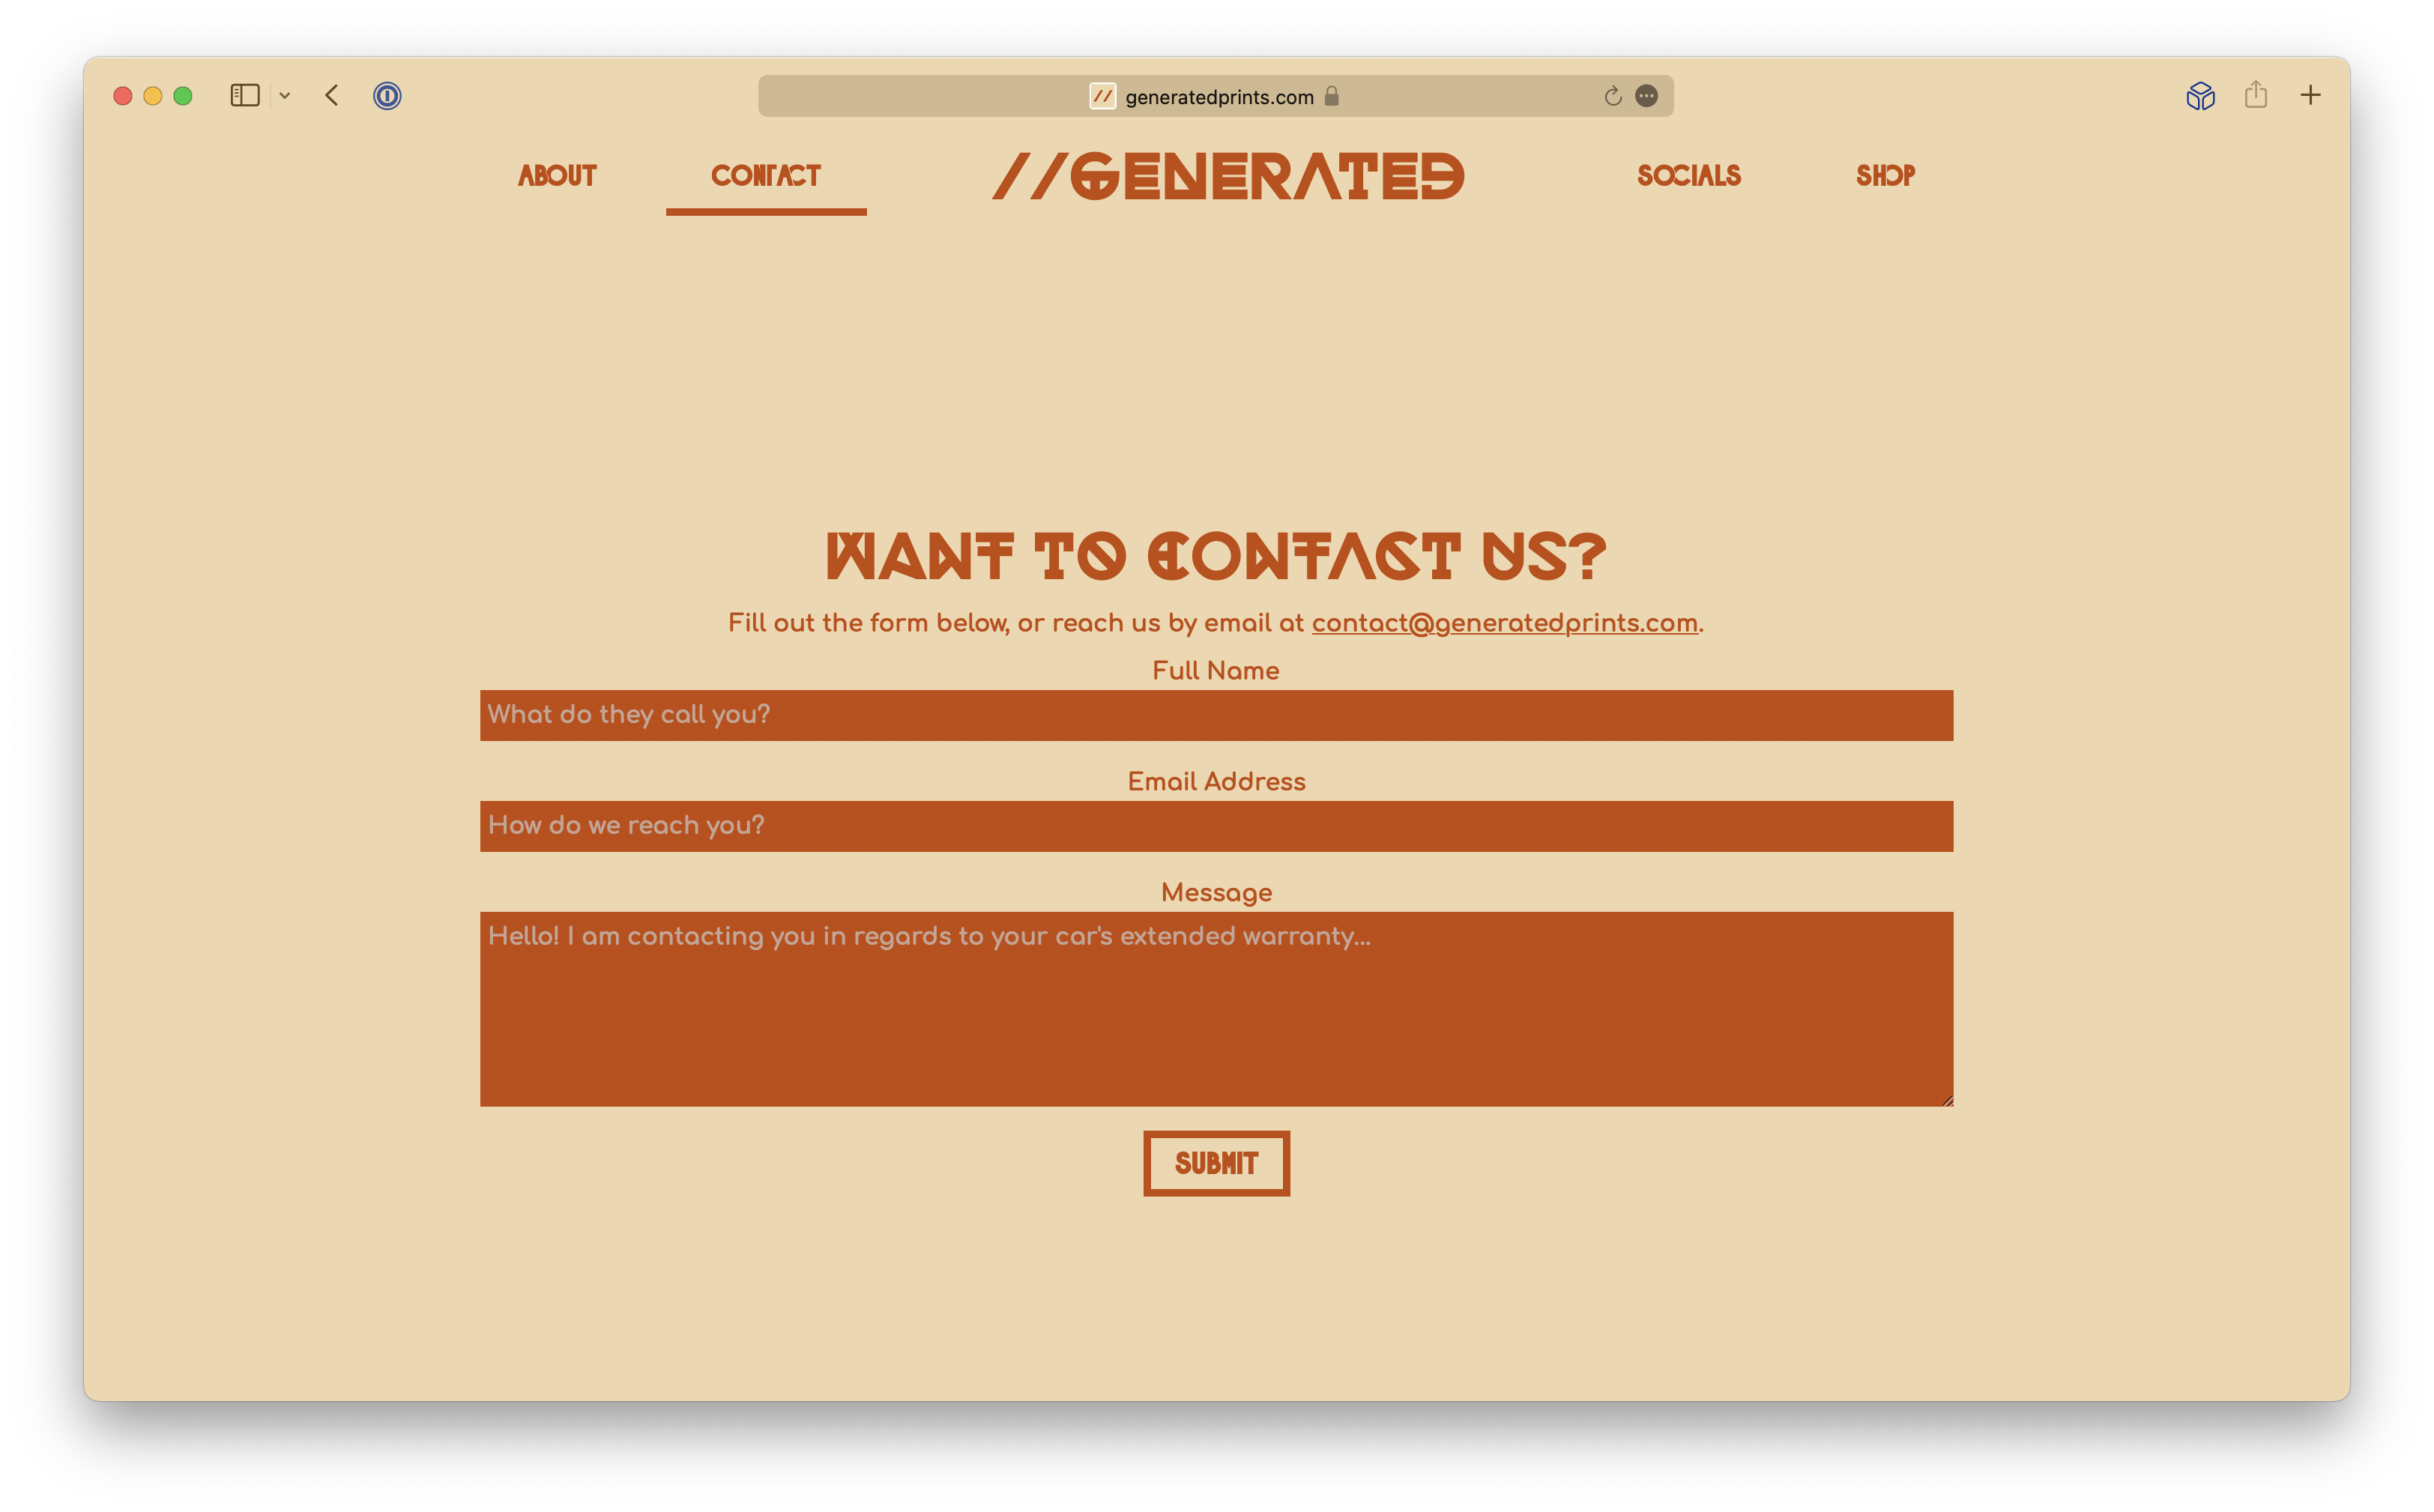 generatedprints.com
ABOUT CONTACT //GENERATED SOCIALS SHOP
WANT TO CONTACT US?
Fill out the form below, or reach us by email at contact@generatedprints.com.
Full Name
What do they call you?
Email Address
How do we reach you?
Message
Hello! I am contacting you in regards to your car's extended warranty...
SUBMIT